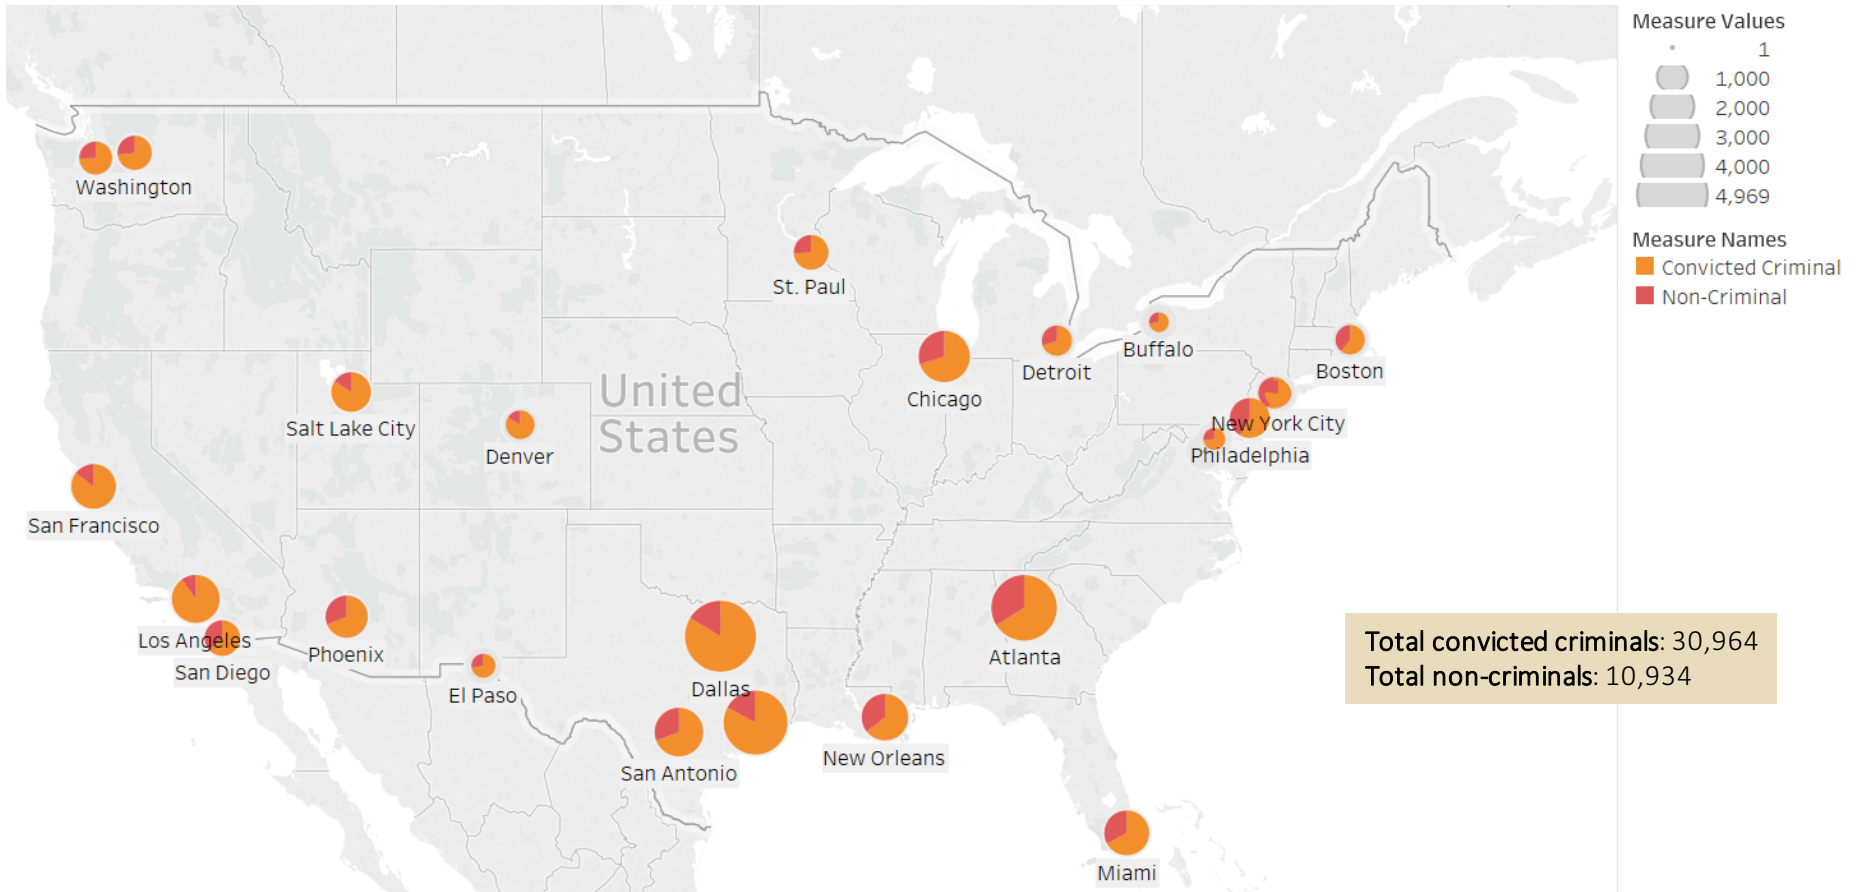 Measure Values
1
1,000
2,000
3,000
4,000
4,969
Measure Names
Convicted Criminal
Non-Criminal
Washington
St. Paul
Buffalo
Detroit
Boston
Chicago
United
States
Salt Lake City
Denver
New York City
Philadelphia
San Francisco
Los Angeles
San Diego
Phoenix
El Paso
Dallas
Atlanta
San Antonio
New Orleans
Miami
Total convicted criminals: 30,964
Total non-criminals: 10,934